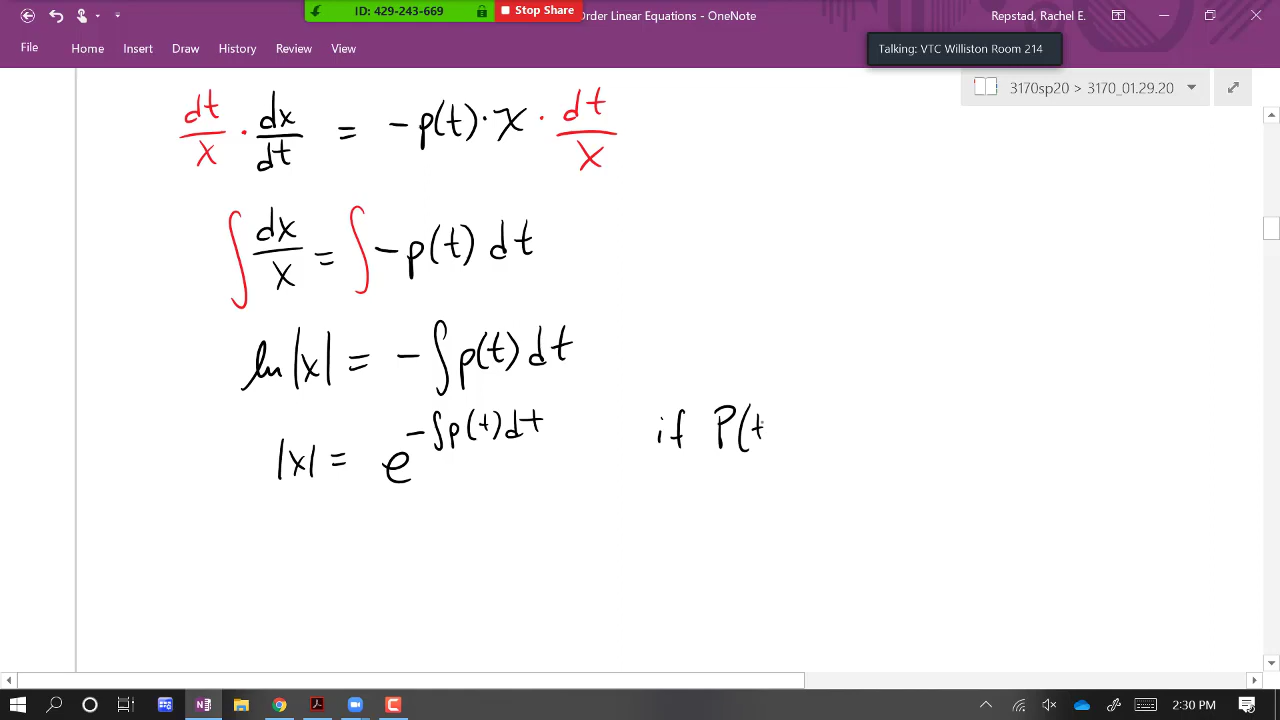 ID: 429-243-669 Stop Share
Order Linear Equations - OneNote
Repstad, Rachel E.
File Home Insert Draw History Review View
Talking: VTC Williston Room 214
3170sp20 > 3170_01.29.20
dt/x · dx/dt = -p(t)·x · dt/x
∫ dx/x = ∫ -p(t) dt
ln|x| = -∫p(t)dt
|x| = e^{-∫p(t)dt} if P(t
2:30 PM